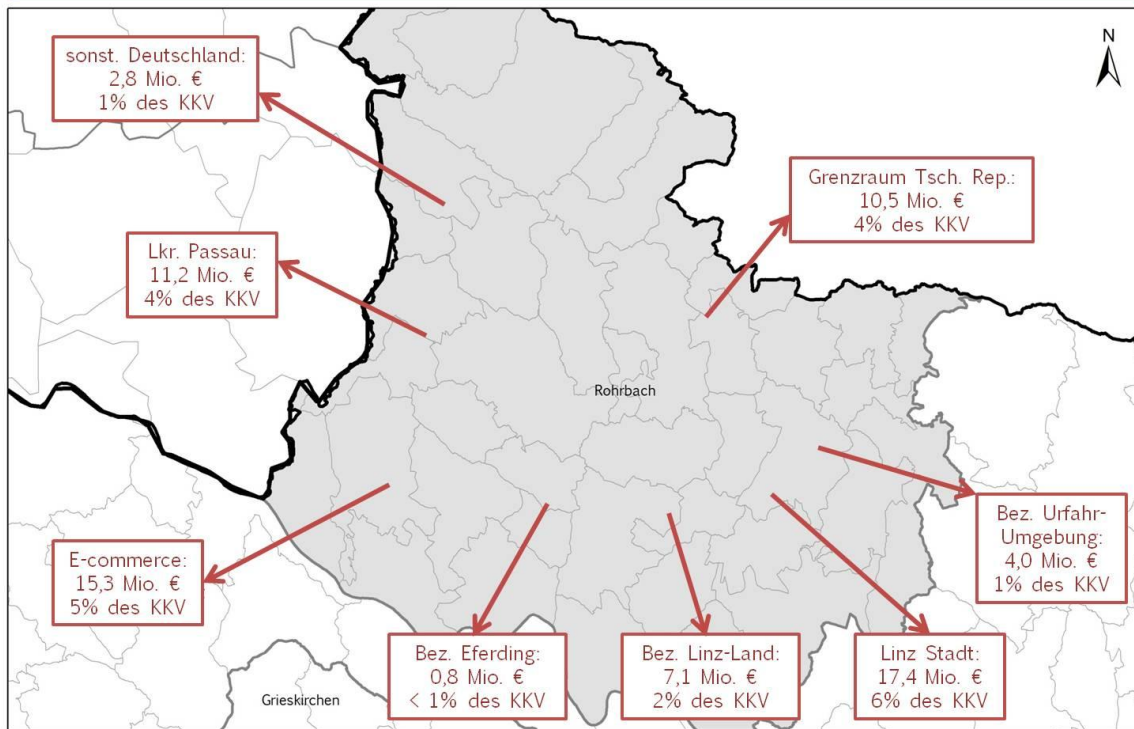 sonst. Deutschland:
2,8 Mio. €
1% des KKV
N
Grenzraum Tsch. Rep.:
10,5 Mio. €
4% des KKV
Lkr. Passau:
11,2 Mio. €
4% des KKV
Rohrbach
E-commerce:
15,3 Mio. €
5% des KKV
Bez. Urfahr-
Umgebung:
4,0 Mio. €
1% des KKV
Bez. Eferding:
0,8 Mio. €
< 1% des KKV
Bez. Linz-Land:
7,1 Mio. €
2% des KKV
Linz Stadt:
17,4 Mio. €
6% des KKV
Grieskirchen